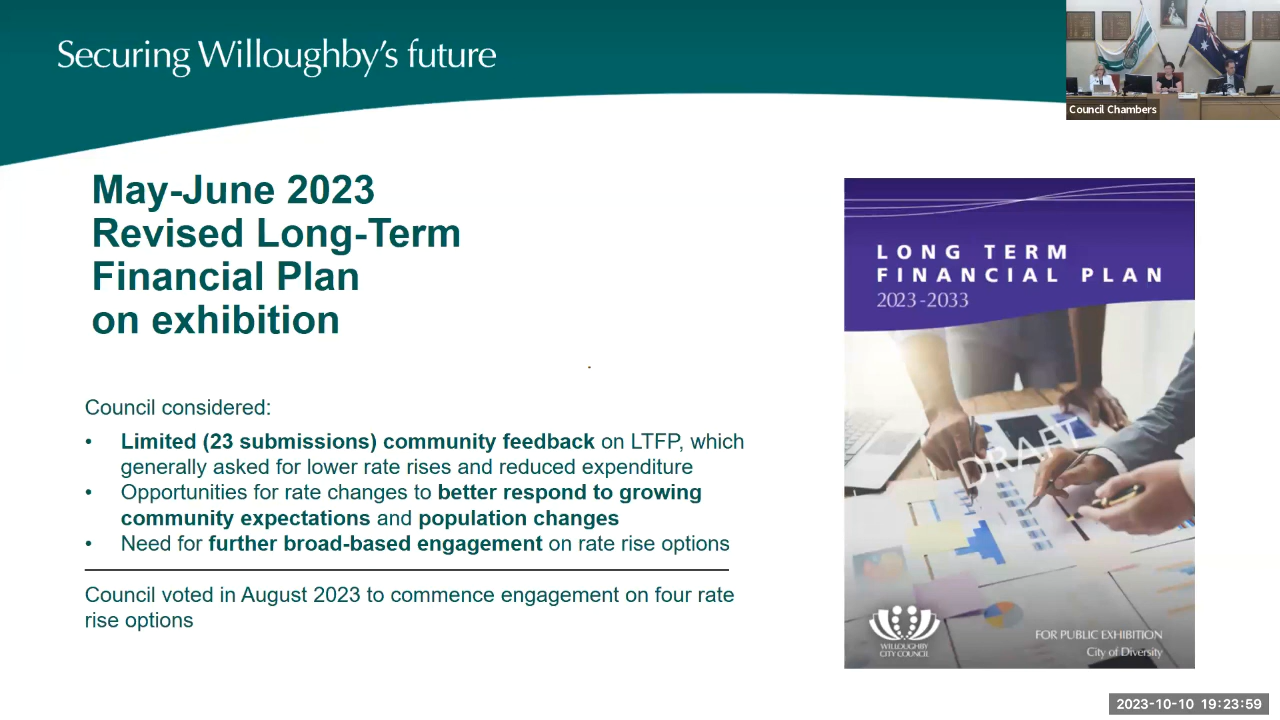 Securing Willoughby's future
Council Chambers
May-June 2023
Revised Long-Term
Financial Plan
on exhibition
Council considered:
• Limited (23 submissions) community feedback on LTFP, which
generally asked for lower rate rises and reduced expenditure
• Opportunities for rate changes to better respond to growing
community expectations and population changes
• Need for further broad-based engagement on rate rise options
Council voted in August 2023 to commence engagement on four rate
rise options
LONG TERM
FINANCIAL PLAN
2023-2033
DRAFT
WILLOUGHBY
CITY COUNCIL
FOR PUBLIC EXHIBITION
City of Diversity
2023-10-10 19:23:59